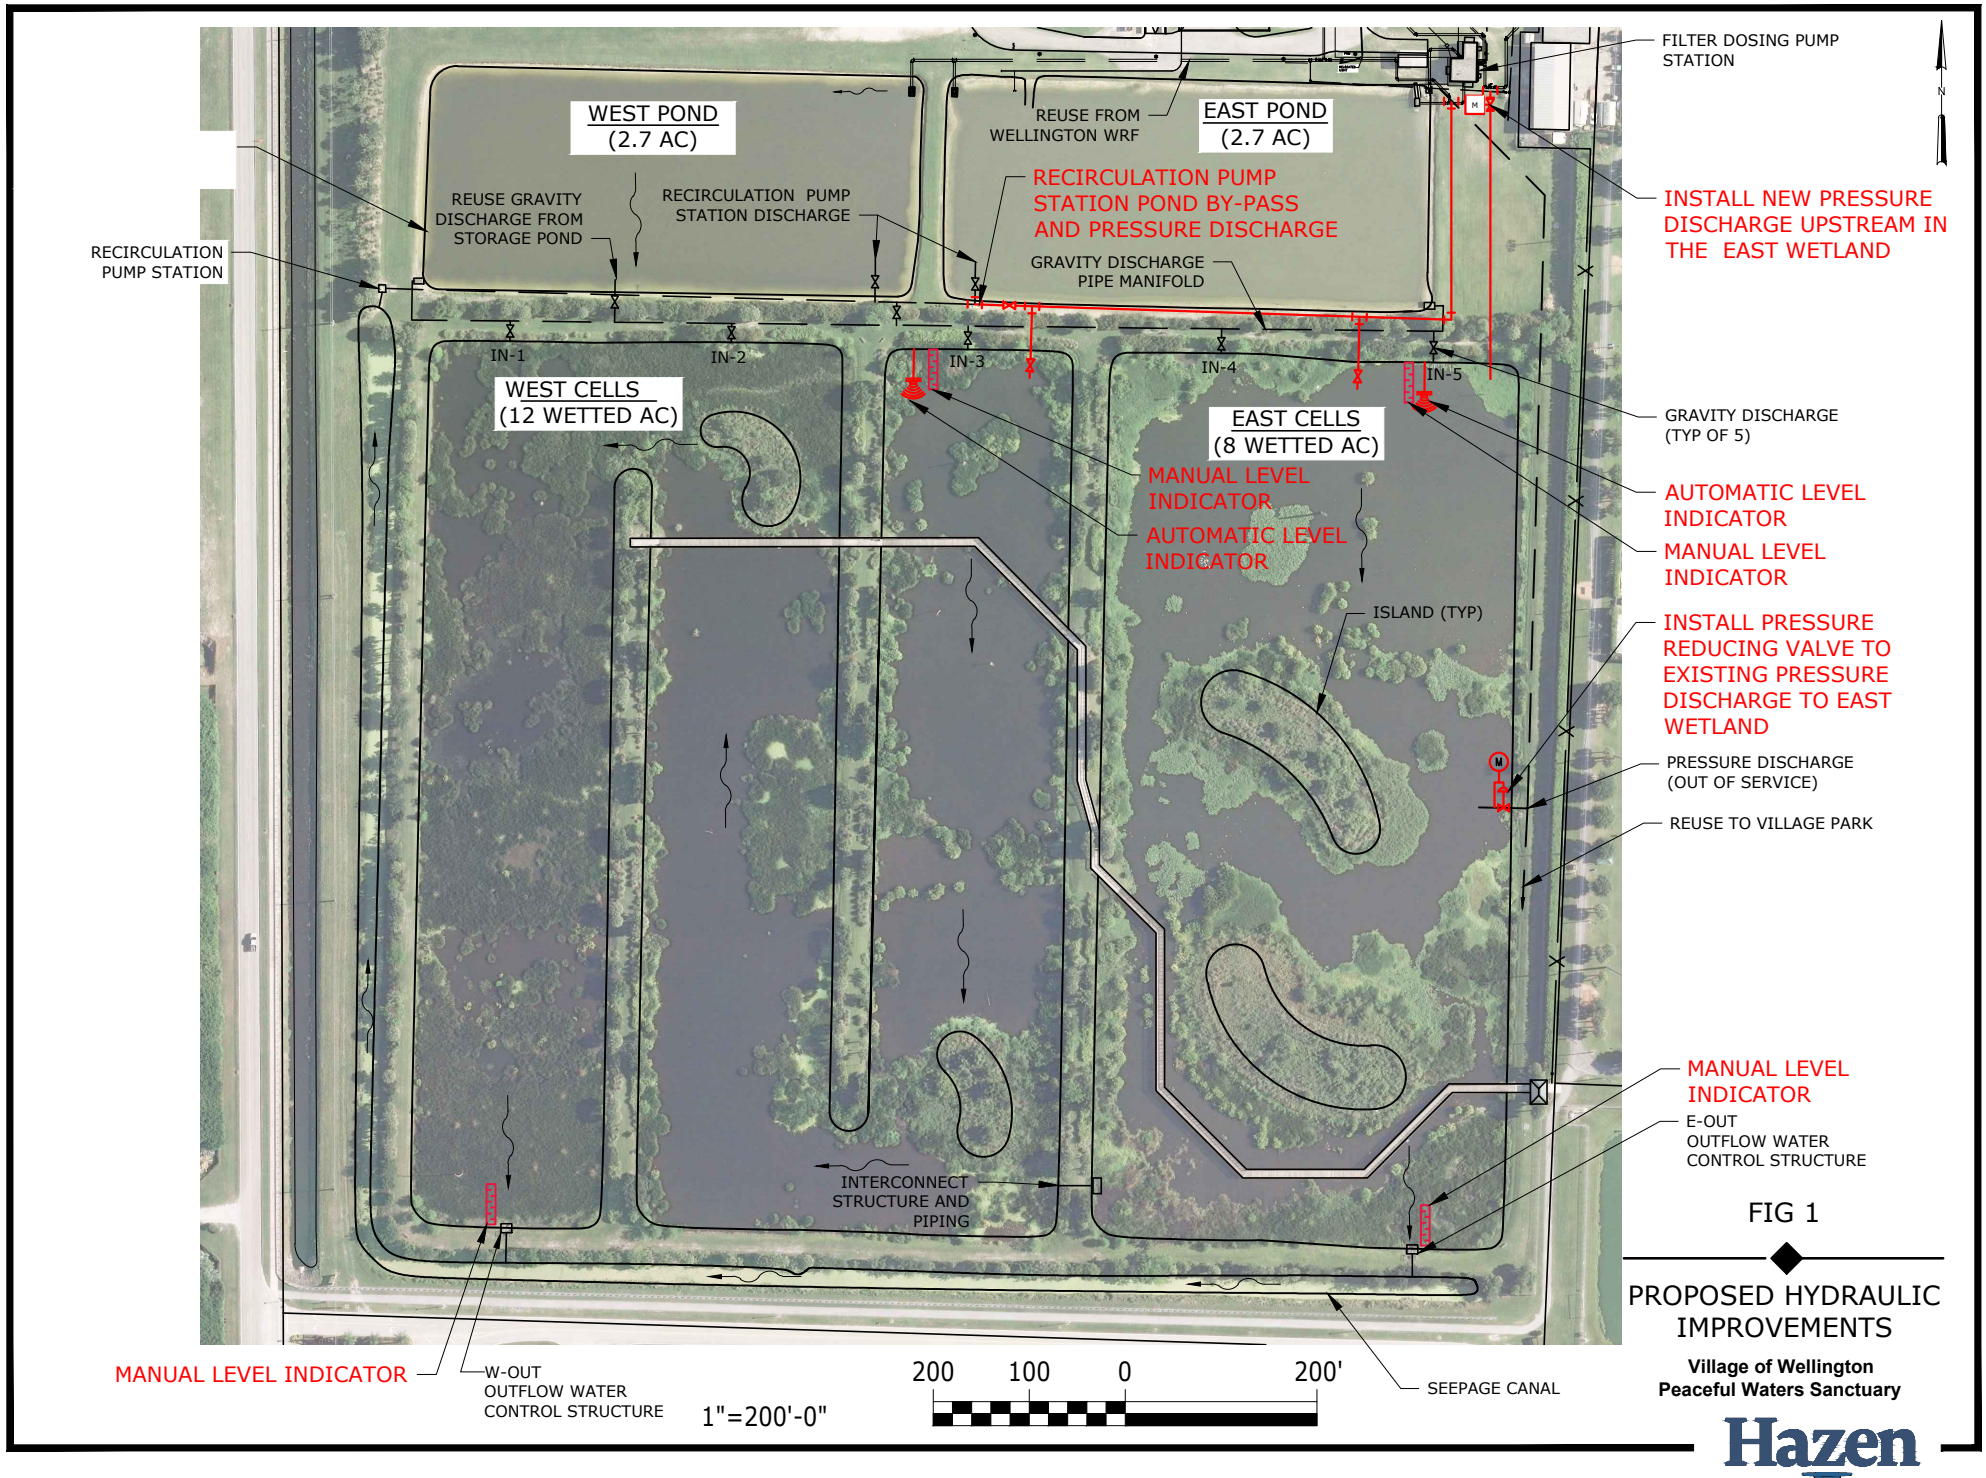 FILTER DOSING PUMP
STATION
N
WEST POND
(2.7 AC)
REUSE FROM
WELLINGTON WRF
EAST POND
(2.7 AC)
M
RECIRCULATION PUMP
STATION POND BY-PASS
AND PRESSURE DISCHARGE
INSTALL NEW PRESSURE
DISCHARGE UPSTREAM IN
THE EAST WETLAND
REUSE GRAVITY
DISCHARGE FROM
STORAGE POND
RECIRCULATION PUMP
STATION DISCHARGE
RECIRCULATION
PUMP STATION
GRAVITY DISCHARGE
PIPE MANIFOLD
IN-1
IN-2
IN-3
IN-4
IN-5
WEST CELLS
(12 WETTED AC)
EAST CELLS
(8 WETTED AC)
GRAVITY DISCHARGE
(TYP OF 5)
MANUAL LEVEL
INDICATOR
AUTOMATIC LEVEL
INDICATOR
AUTOMATIC LEVEL
INDICATOR
MANUAL LEVEL
INDICATOR
ISLAND (TYP)
INSTALL PRESSURE
REDUCING VALVE TO
EXISTING PRESSURE
DISCHARGE TO EAST
WETLAND
M
PRESSURE DISCHARGE
(OUT OF SERVICE)
REUSE TO VILLAGE PARK
MANUAL LEVEL
INDICATOR
E-OUT
OUTFLOW WATER
CONTROL STRUCTURE
INTERCONNECT
STRUCTURE AND
PIPING
FIG 1
PROPOSED HYDRAULIC
IMPROVEMENTS
Village of Wellington
Peaceful Waters Sanctuary
MANUAL LEVEL INDICATOR
W-OUT
OUTFLOW WATER
CONTROL STRUCTURE
1"=200'-0"
200 100 0 200'
SEEPAGE CANAL
Hazen